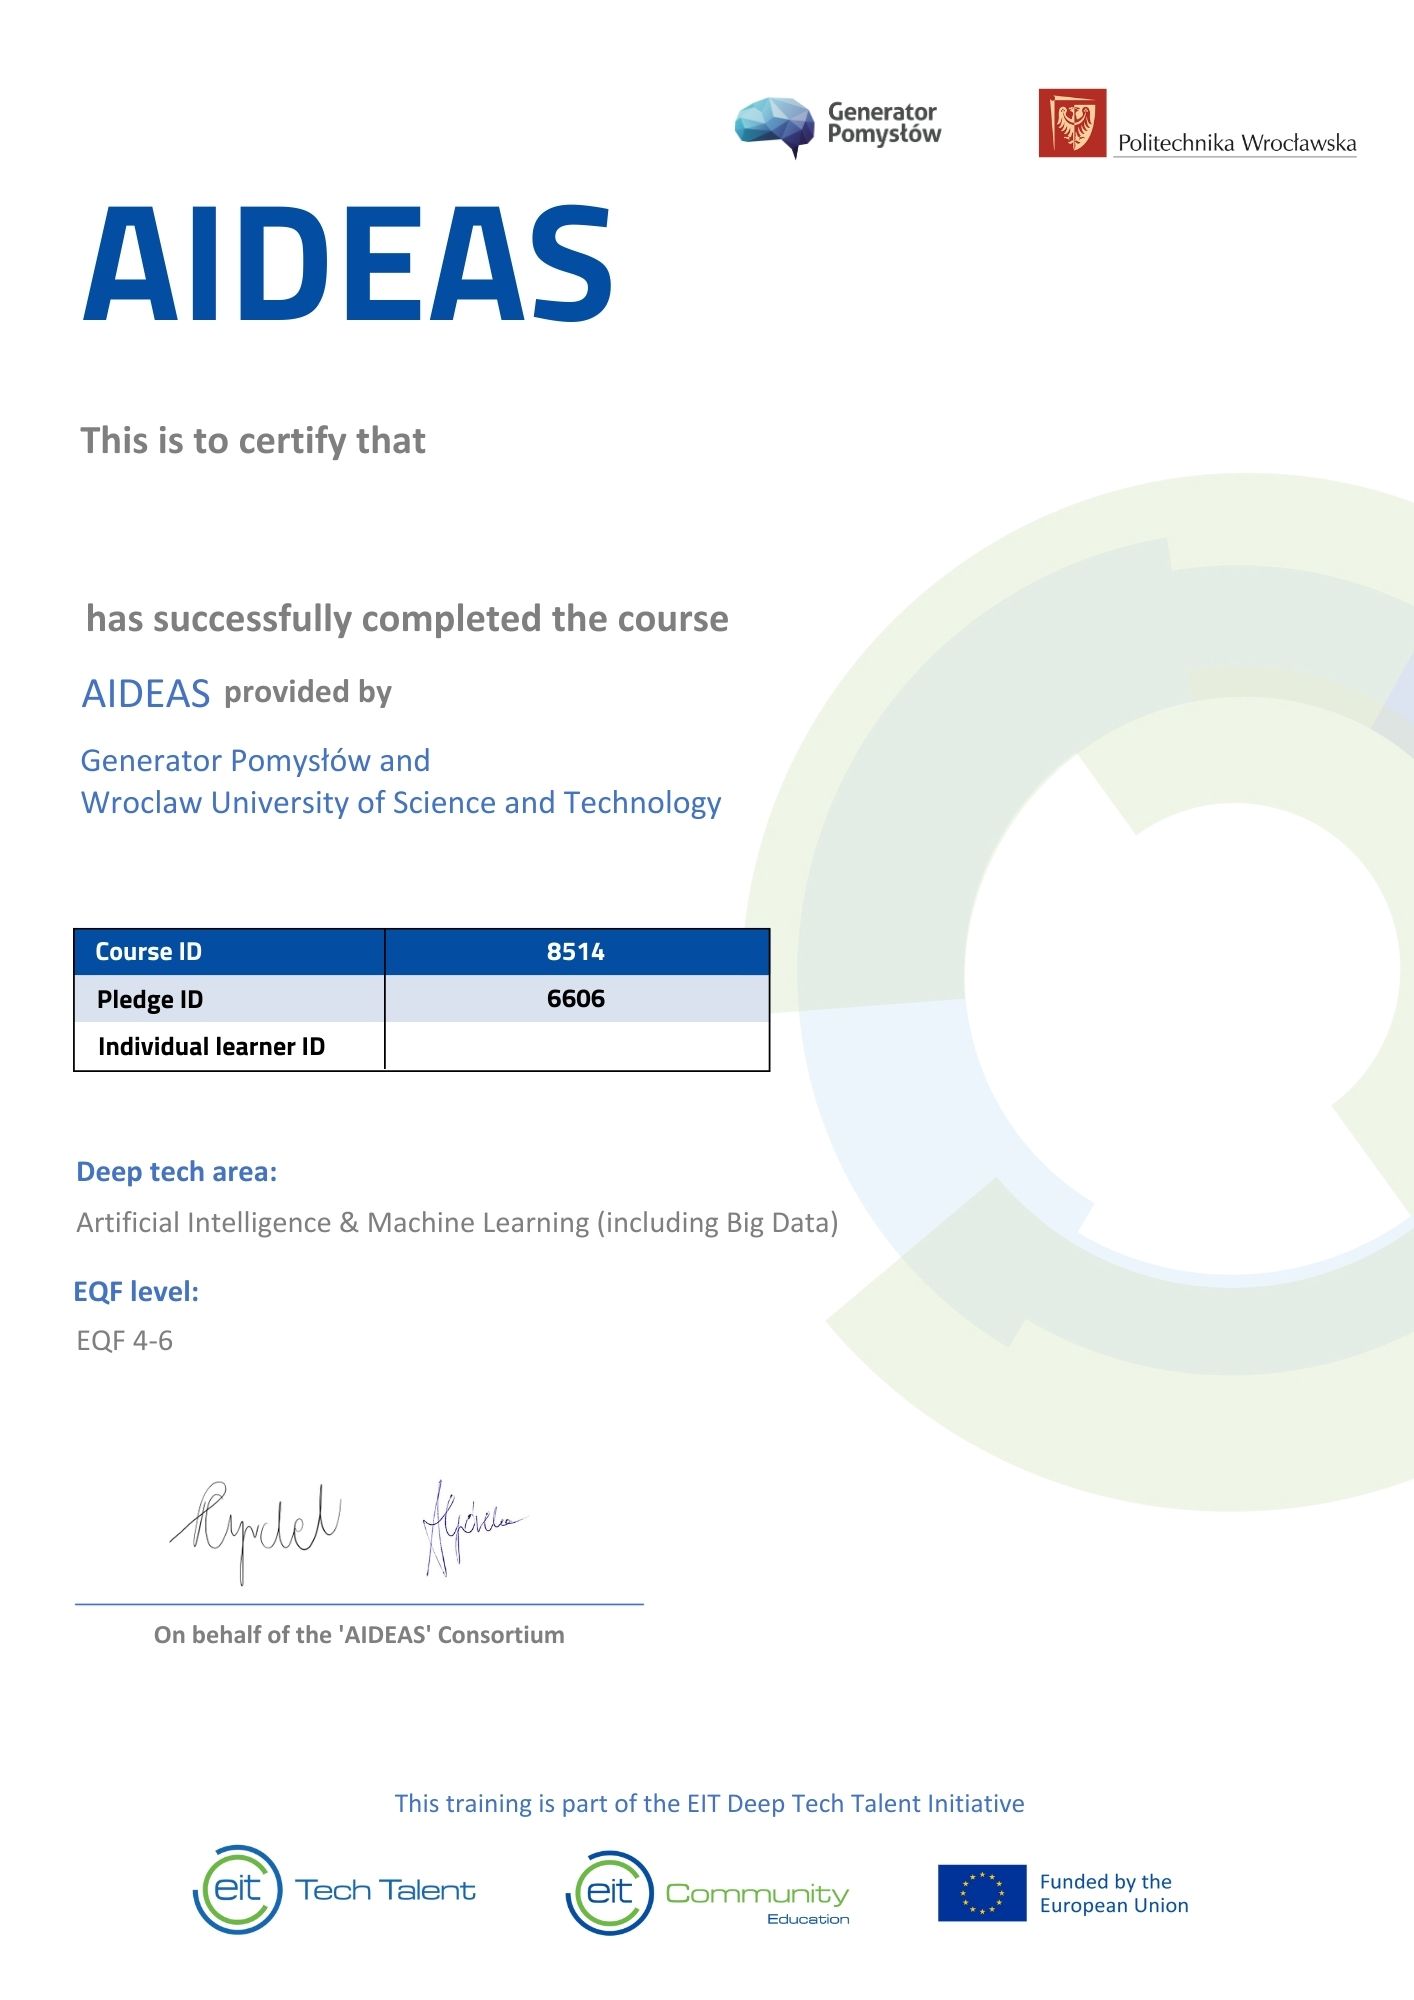 Generator
Pomysłów
Politechnika Wrocławska
AIDEAS
This is to certify that
has successfully completed the course
AIDEAS provided by
Generator Pomysłów and
Wroclaw University of Science and Technology
Course ID 8514
Pledge ID 6606
Individual learner ID
Deep tech area:
Artificial Intelligence & Machine Learning (including Big Data)
EQF level:
EQF 4-6
On behalf of the 'AIDEAS' Consortium
This training is part of the EIT Deep Tech Talent Initiative
eit Tech Talent
eit Community
Education
Funded by the
European Union